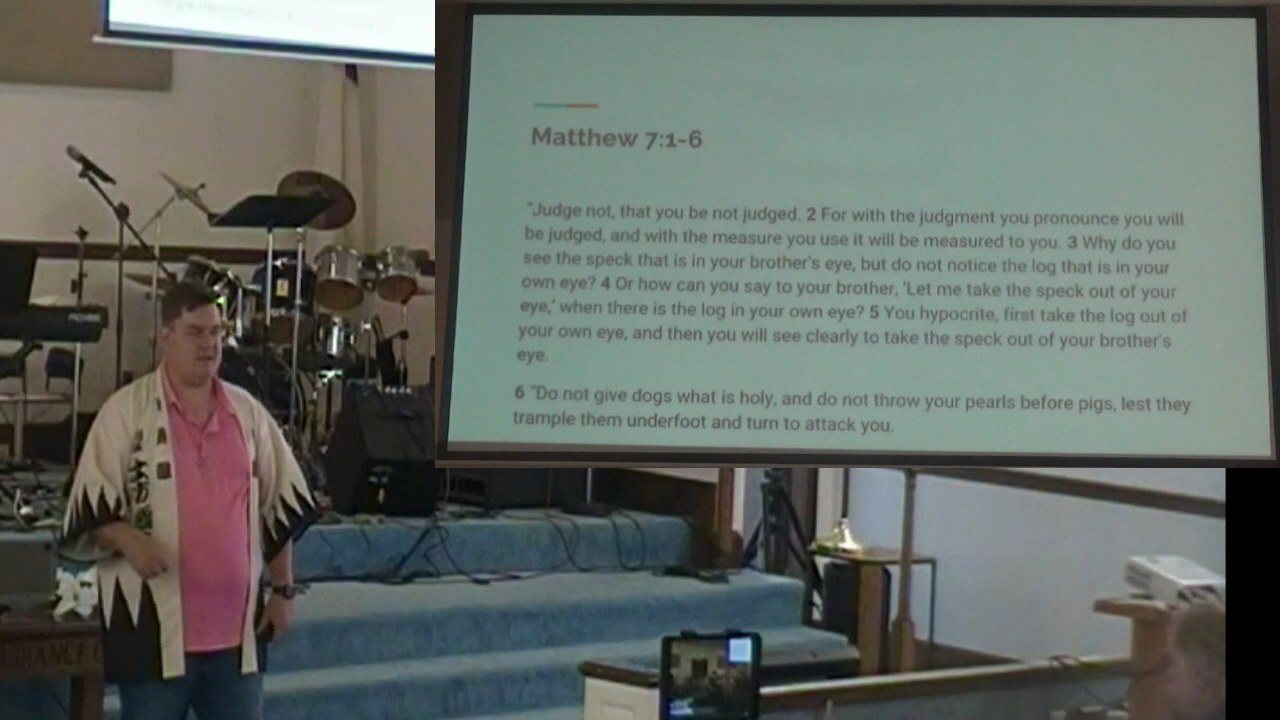 Matthew 7:1-6
"Judge not, that you be not judged. 2 For with the judgment you pronounce you will
be judged, and with the measure you use it will be measured to you. 3 Why do you
see the speck that is in your brother's eye, but do not notice the log that is in your
own eye? 4 Or how can you say to your brother, 'Let me take the speck out of your
eye,' when there is the log in your own eye? 5 You hypocrite, first take the log out of
your own eye, and then you will see clearly to take the speck out of your brother's
eye.
6 "Do not give dogs what is holy, and do not throw your pearls before pigs, lest they
trample them underfoot and turn to attack you.